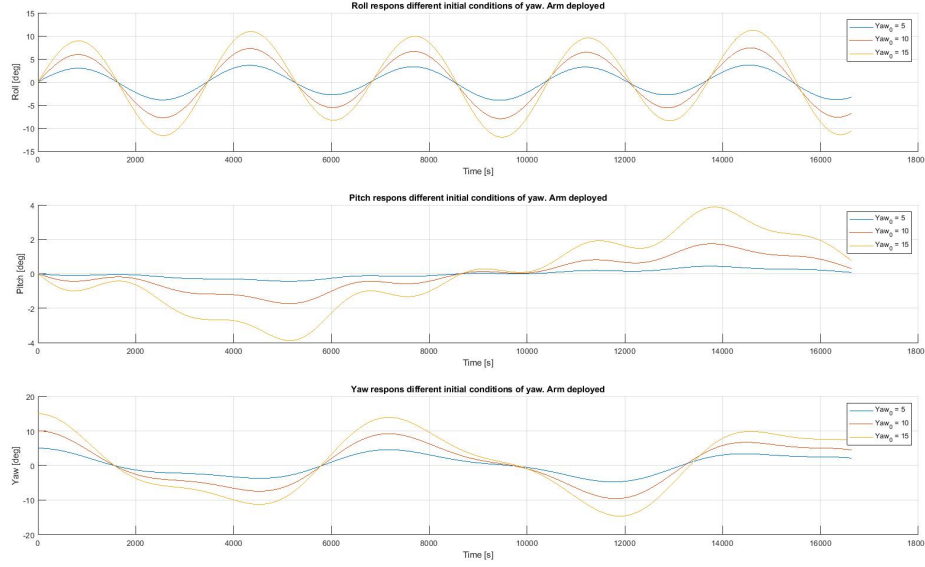 Roll respons different initial conditions of yaw. Arm deployed
15
10
5
0
-5
-10
-15
Roll [deg]
Yaw0 = 5
Yaw0 = 10
Yaw0 = 15
0 2000 4000 6000 8000 10000 12000 14000 16000 1800
Time [s]
Pitch respons different initial conditions of yaw. Arm deployed
4
2
0
-2
-4
Pitch [deg]
Yaw0 = 5
Yaw0 = 10
Yaw0 = 15
0 2000 4000 6000 8000 10000 12000 14000 16000 1800
Time [s]
Yaw respons different initial conditions of yaw. Arm deployed
20
10
0
-10
-20
Yaw [deg]
Yaw0 = 5
Yaw0 = 10
Yaw0 = 15
0 2000 4000 6000 8000 10000 12000 14000 16000 1800
Time [s]